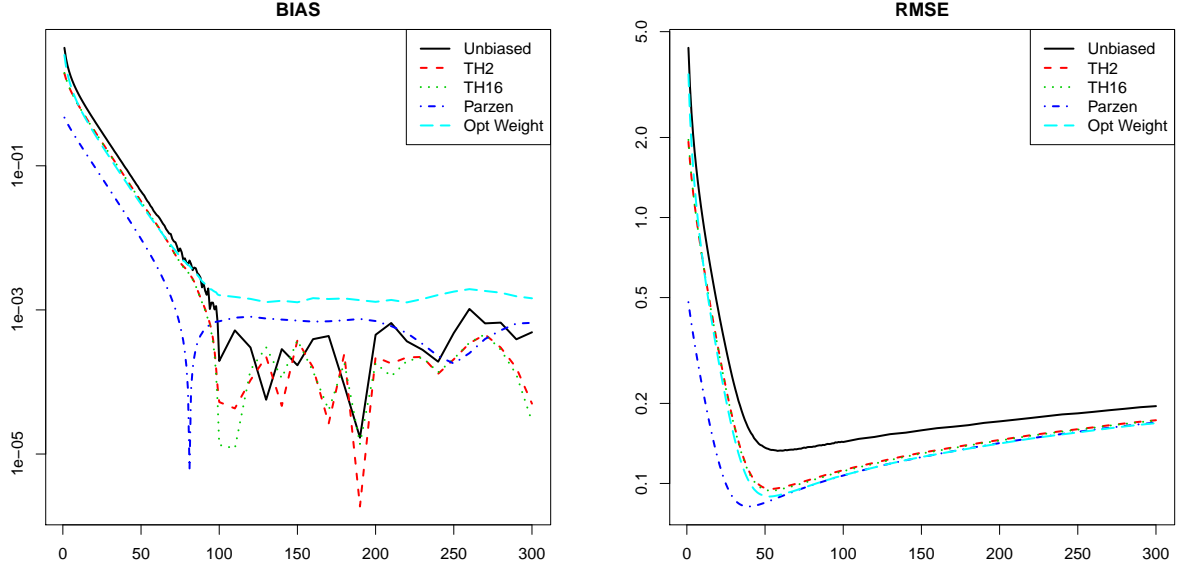 BIAS
1e-01
1e-03
1e-05
0
50
100
150
200
250
300
Unbiased
TH2
TH16
Parzen
Opt Weight
RMSE
5.0
2.0
1.0
0.5
0.2
0.1
0
50
100
150
200
250
300
Unbiased
TH2
TH16
Parzen
Opt Weight